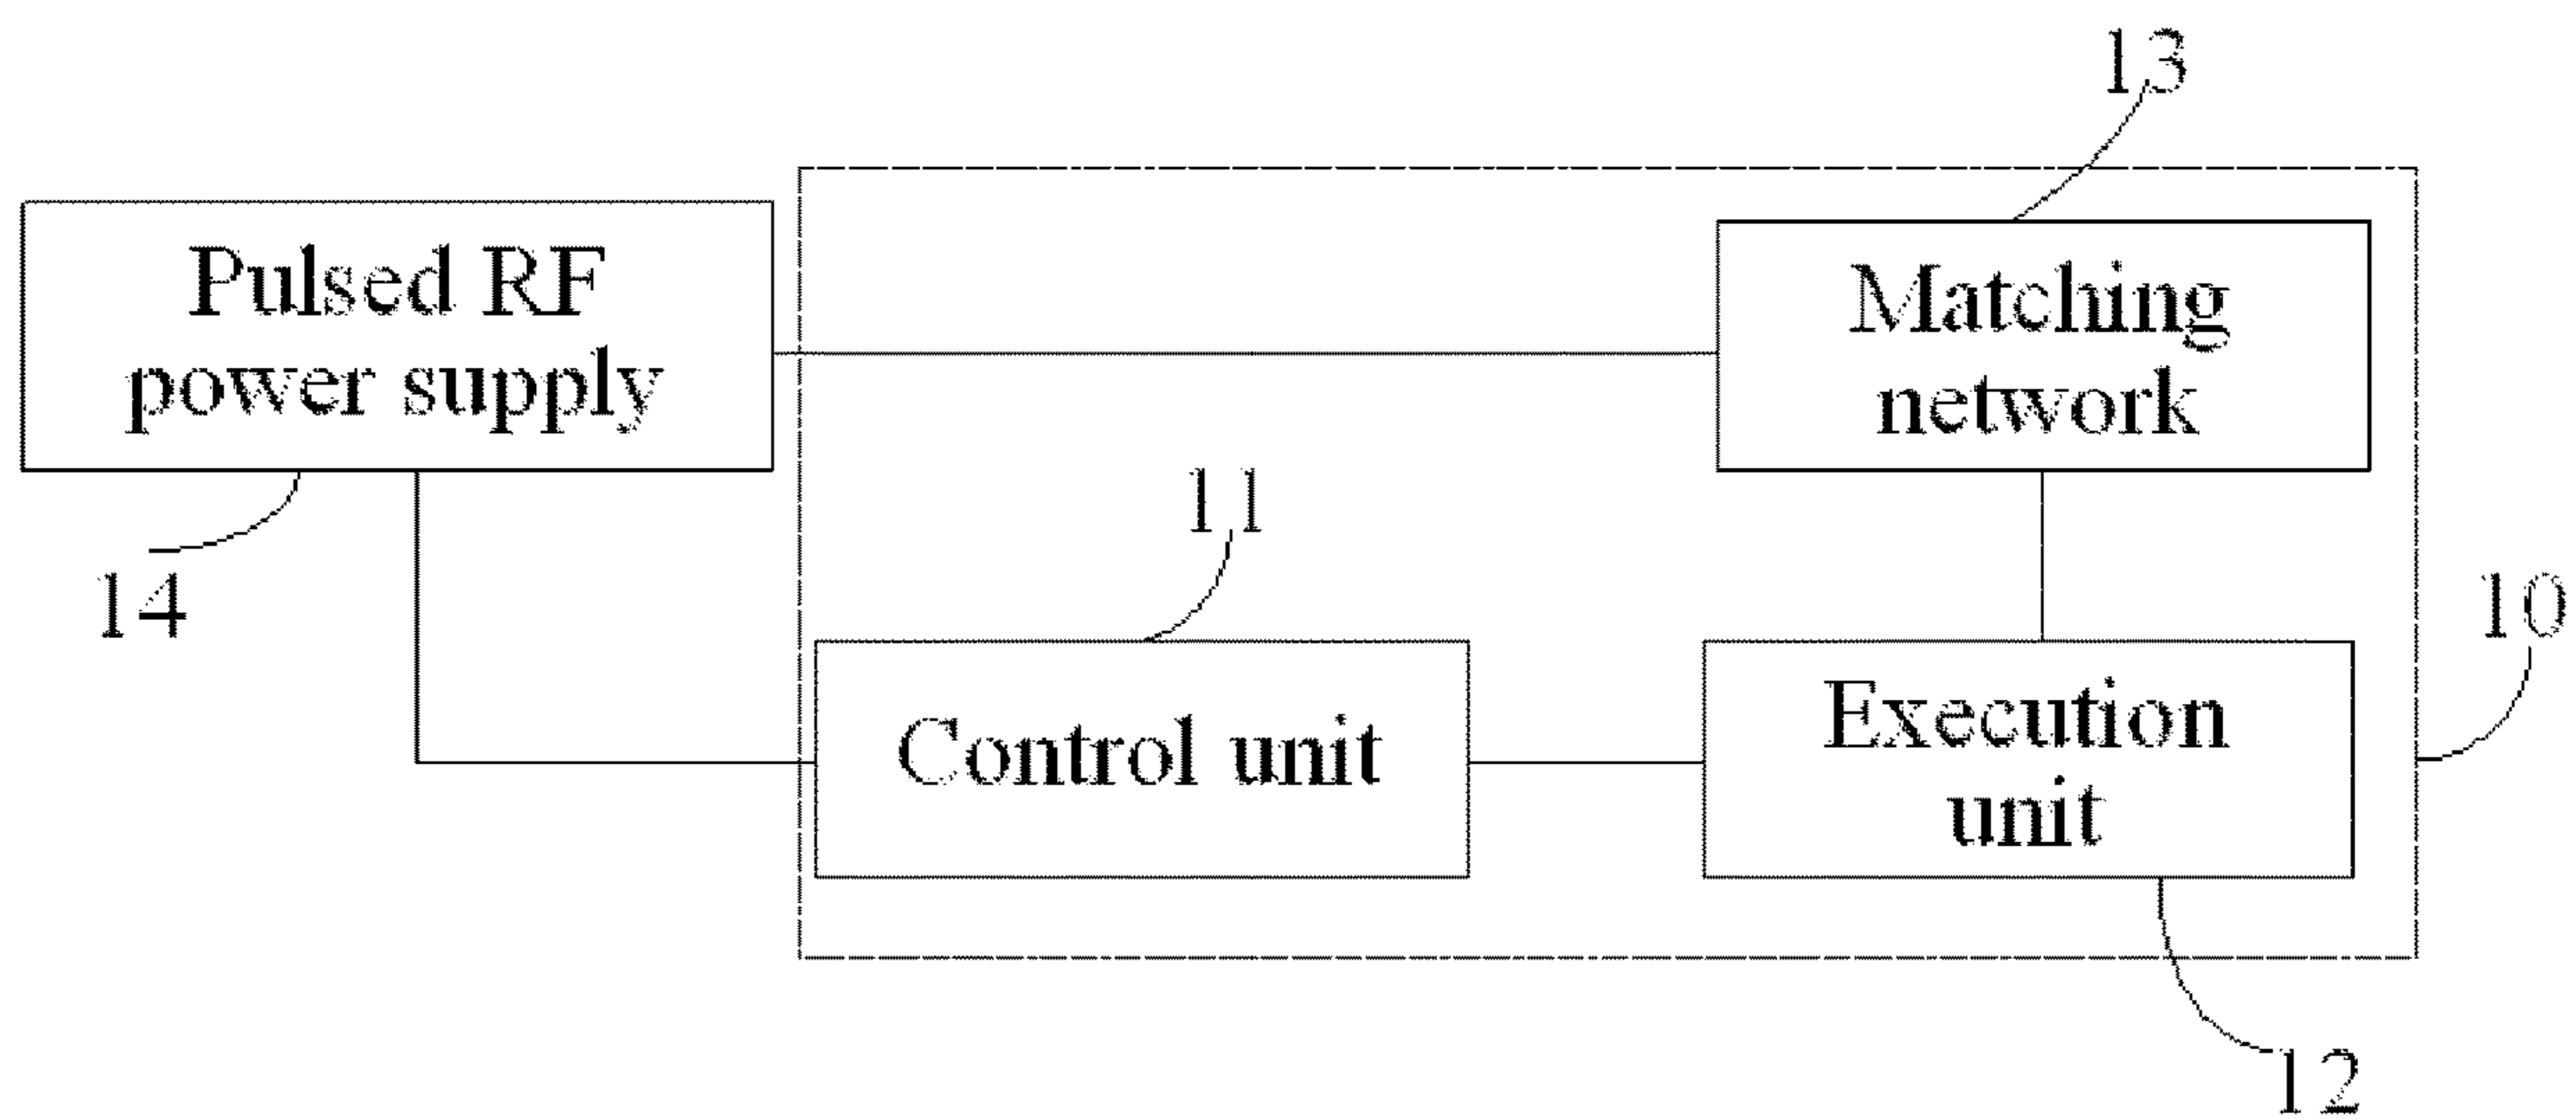 13
Pulsed RF
power supply
Matching
network
11
14
10
Control unit
Execution
unit
12